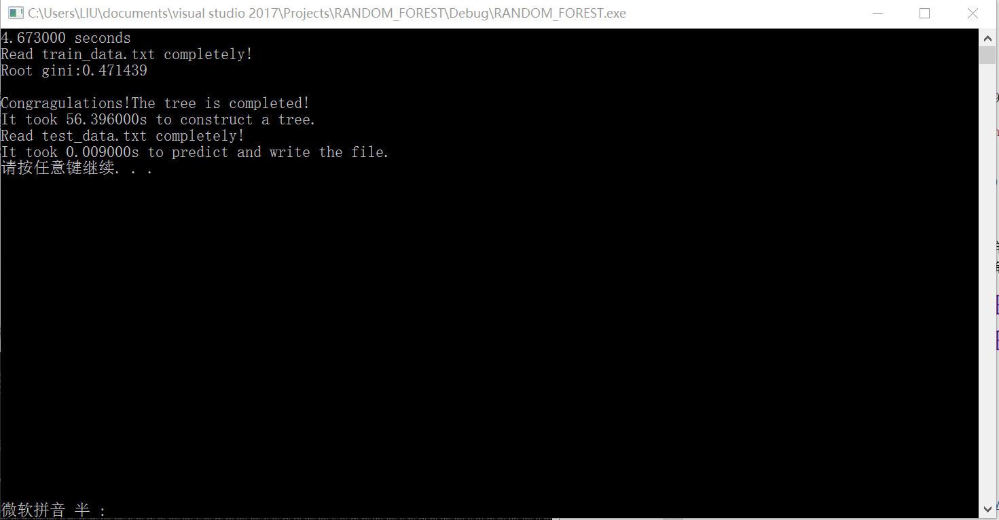 C:\Users\LIU\documents\visual studio 2017\Projects\RANDOM_FOREST\Debug\RANDOM_FOREST.exe
4.673000 seconds
Read train_data.txt completely!
Root gini:0.471439
Congragulations!The tree is completed!
It took 56.396000s to construct a tree.
Read test_data.txt completely!
It took 0.009000s to predict and write the file.
请按任意键继续. . .
微软拼音 半 :